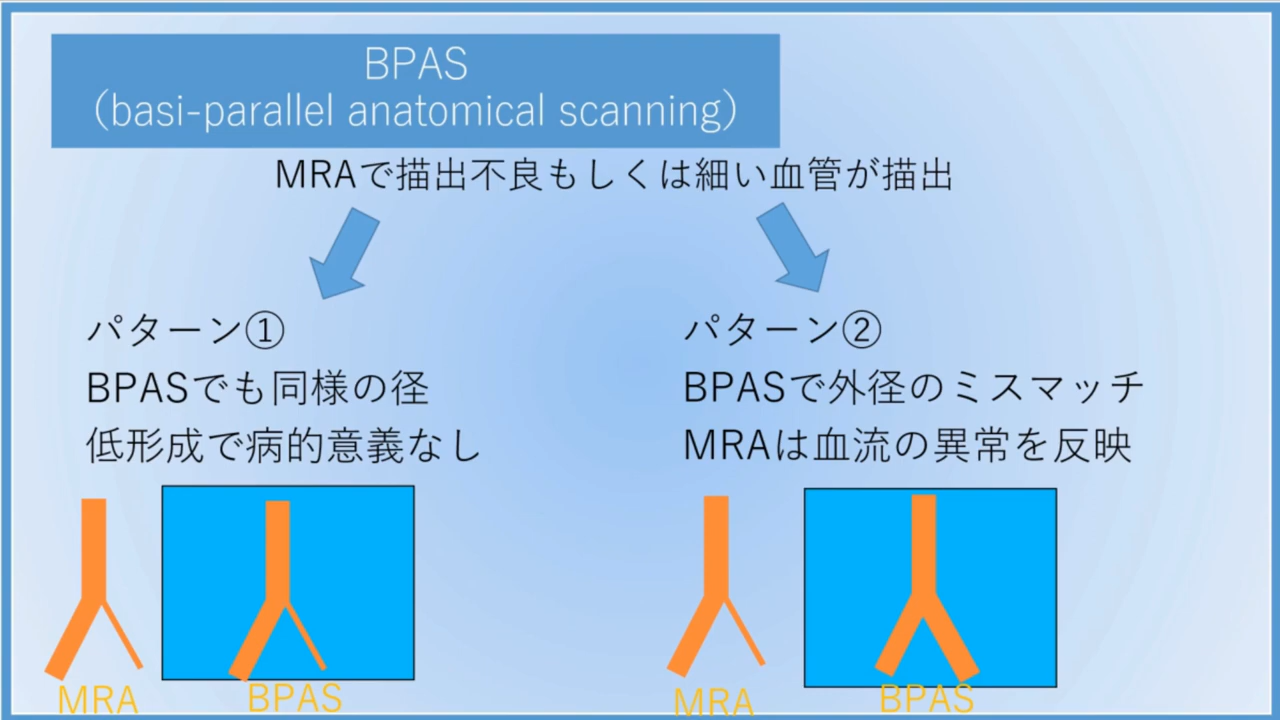 BPAS
（basi-parallel anatomical scanning）
MRAで描出不良もしくは細い血管が描出
パターン①
BPASでも同様の径
低形成で病的意義なし
MRA
BPAS
パターン②
BPASで外径のミスマッチ
MRAは血流の異常を反映
MRA
BPAS